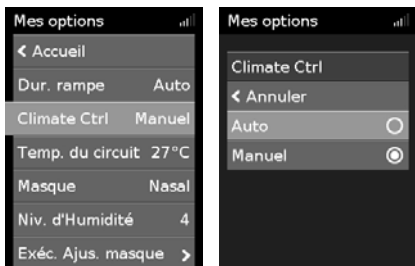 Mes options
< Accueil
Dur. rampe Auto
Climate Ctrl Manuel
Temp. du circuit 27°C
Masque Nasal
Niv. d'Humidité 4
Exéc. Ajus. masque >
Mes options
Climate Ctrl
< Annuler
Auto
Manuel